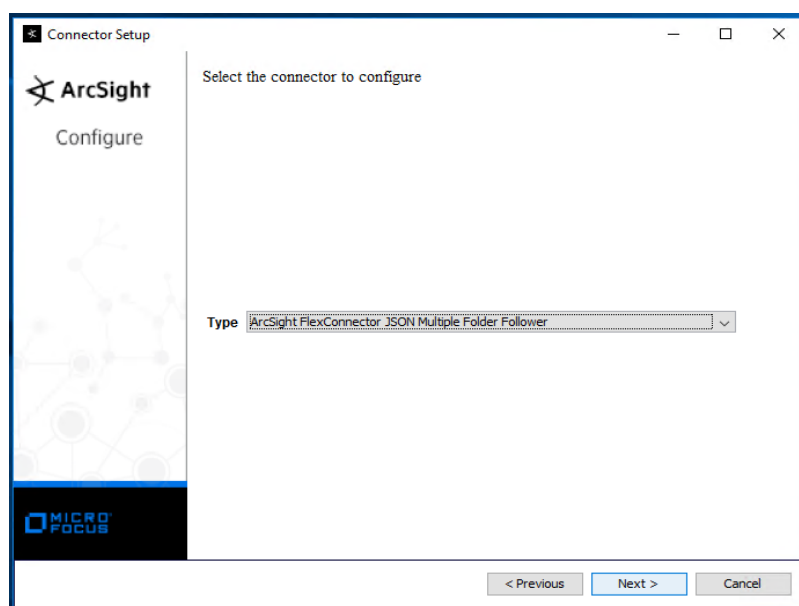 Connector Setup
ArcSight
Configure
Select the connector to configure
Type ArcSight FlexConnector JSON Multiple Folder Follower
MICRO
FOCUS
< Previous Next > Cancel